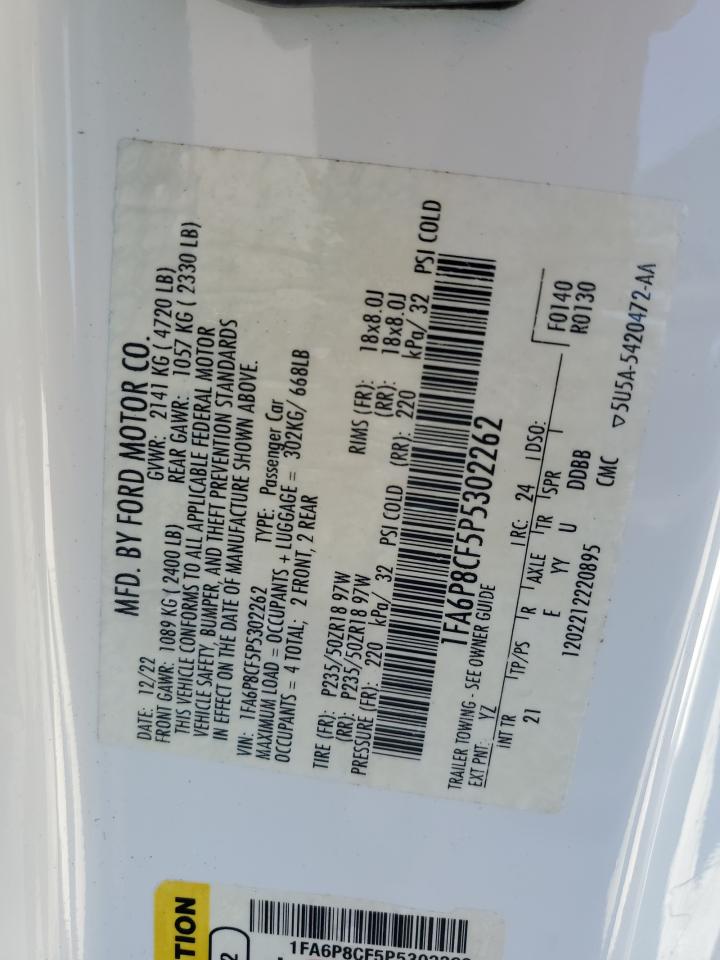 MFD. BY FORD MOTOR CO.
DATE: 12/22 GVWR: 2141 KG ( 4720 LB)
FRONT GAWR: 1089 KG ( 2400 LB) REAR GAWR: 1057 KG ( 2330 LB)
THIS VEHICLE CONFORMS TO ALL APPLICABLE FEDERAL MOTOR
VEHICLE SAFETY, BUMPER, AND THEFT PREVENTION STANDARDS
IN EFFECT ON THE DATE OF MANUFACTURE SHOWN ABOVE.
VIN: 1FA6P8CF5P5302262 TYPE: Passenger Car
MAXIMUM LOAD = OCCUPANTS + LUGGAGE = 302KG/ 668LB
OCCUPANTS = 4 TOTAL; 2 FRONT, 2 REAR
TIRE (FR): P235/50ZR18 97W RIMS (FR): 18x8.0J
(RR): P235/50ZR18 97W (RR): 18x8.0J
PRESSURE (FR): 220 kPa/ 32 PSI COLD (RR): 220 kPa/ 32 PSI COLD
1FA6P8CF5P5302262
TRAILER TOWING - SEE OWNER GUIDE
EXT PNT: YZ RC: 24 DSO:
F0140
R0130
INT TR TP/PS R AXLE TR SPR
21 E YY U DDBB
1202212220895 CMC
▽5U5A-5420472-AA
TION
2
1FA6P8CF5P5302262